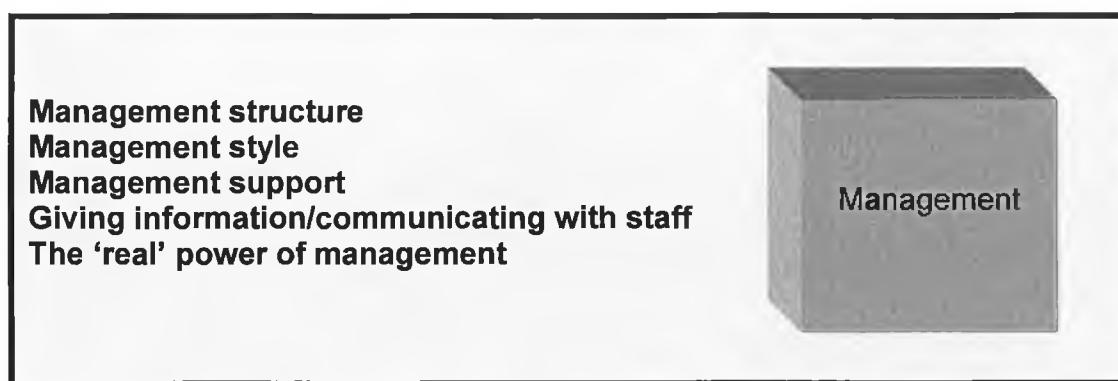 Management structure
Management style
Management support
Giving information/communicating with staff
The ‘real’ power of management
Management